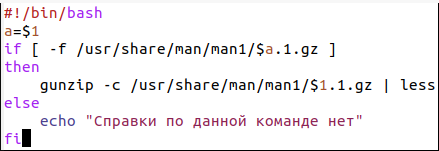 #!/bin/bash
a=$1
if [ -f /usr/share/man/man1/$a.1.gz ]
then
    gunzip -c /usr/share/man/man1/$1.1.gz | less
else
    echo "Справки по данной команде нет"
fi